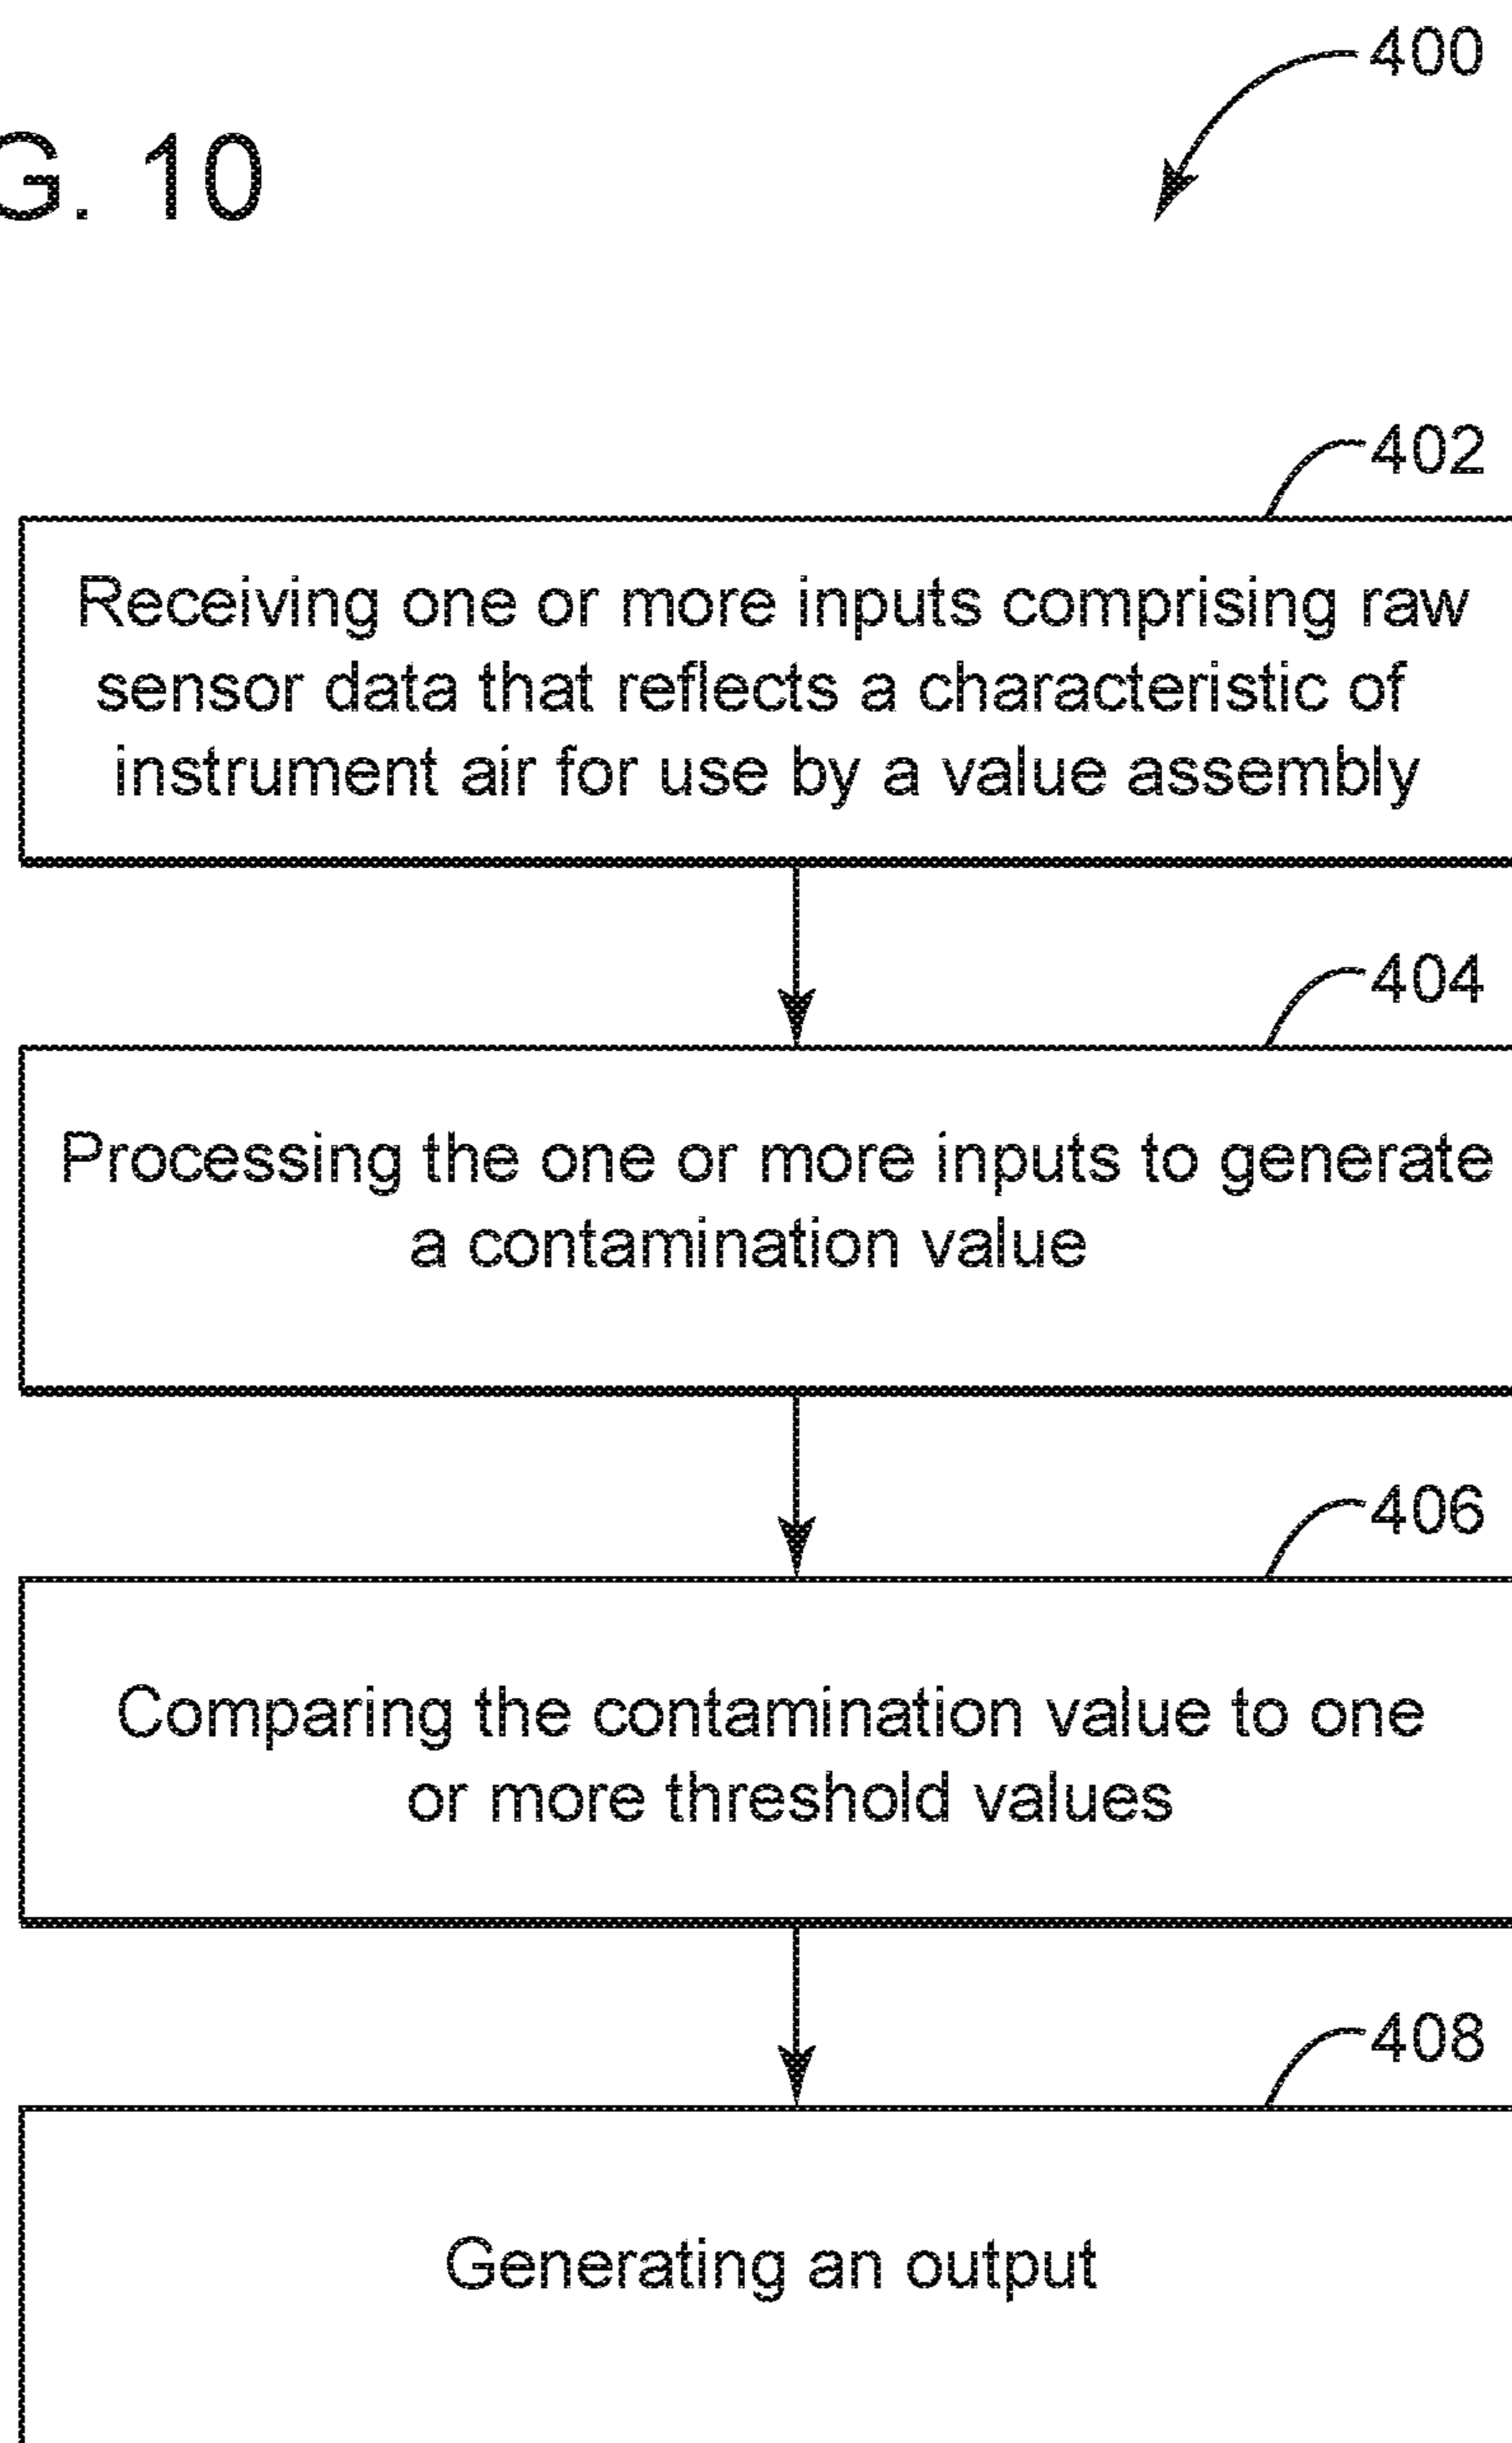 G. 10
400
402
Receiving one or more inputs comprising raw
sensor data that reflects a characteristic of
instrument air for use by a value assembly
404
Processing the one or more inputs to generate
a contamination value
406
Comparing the contamination value to one
or more threshold values
408
Generating an output